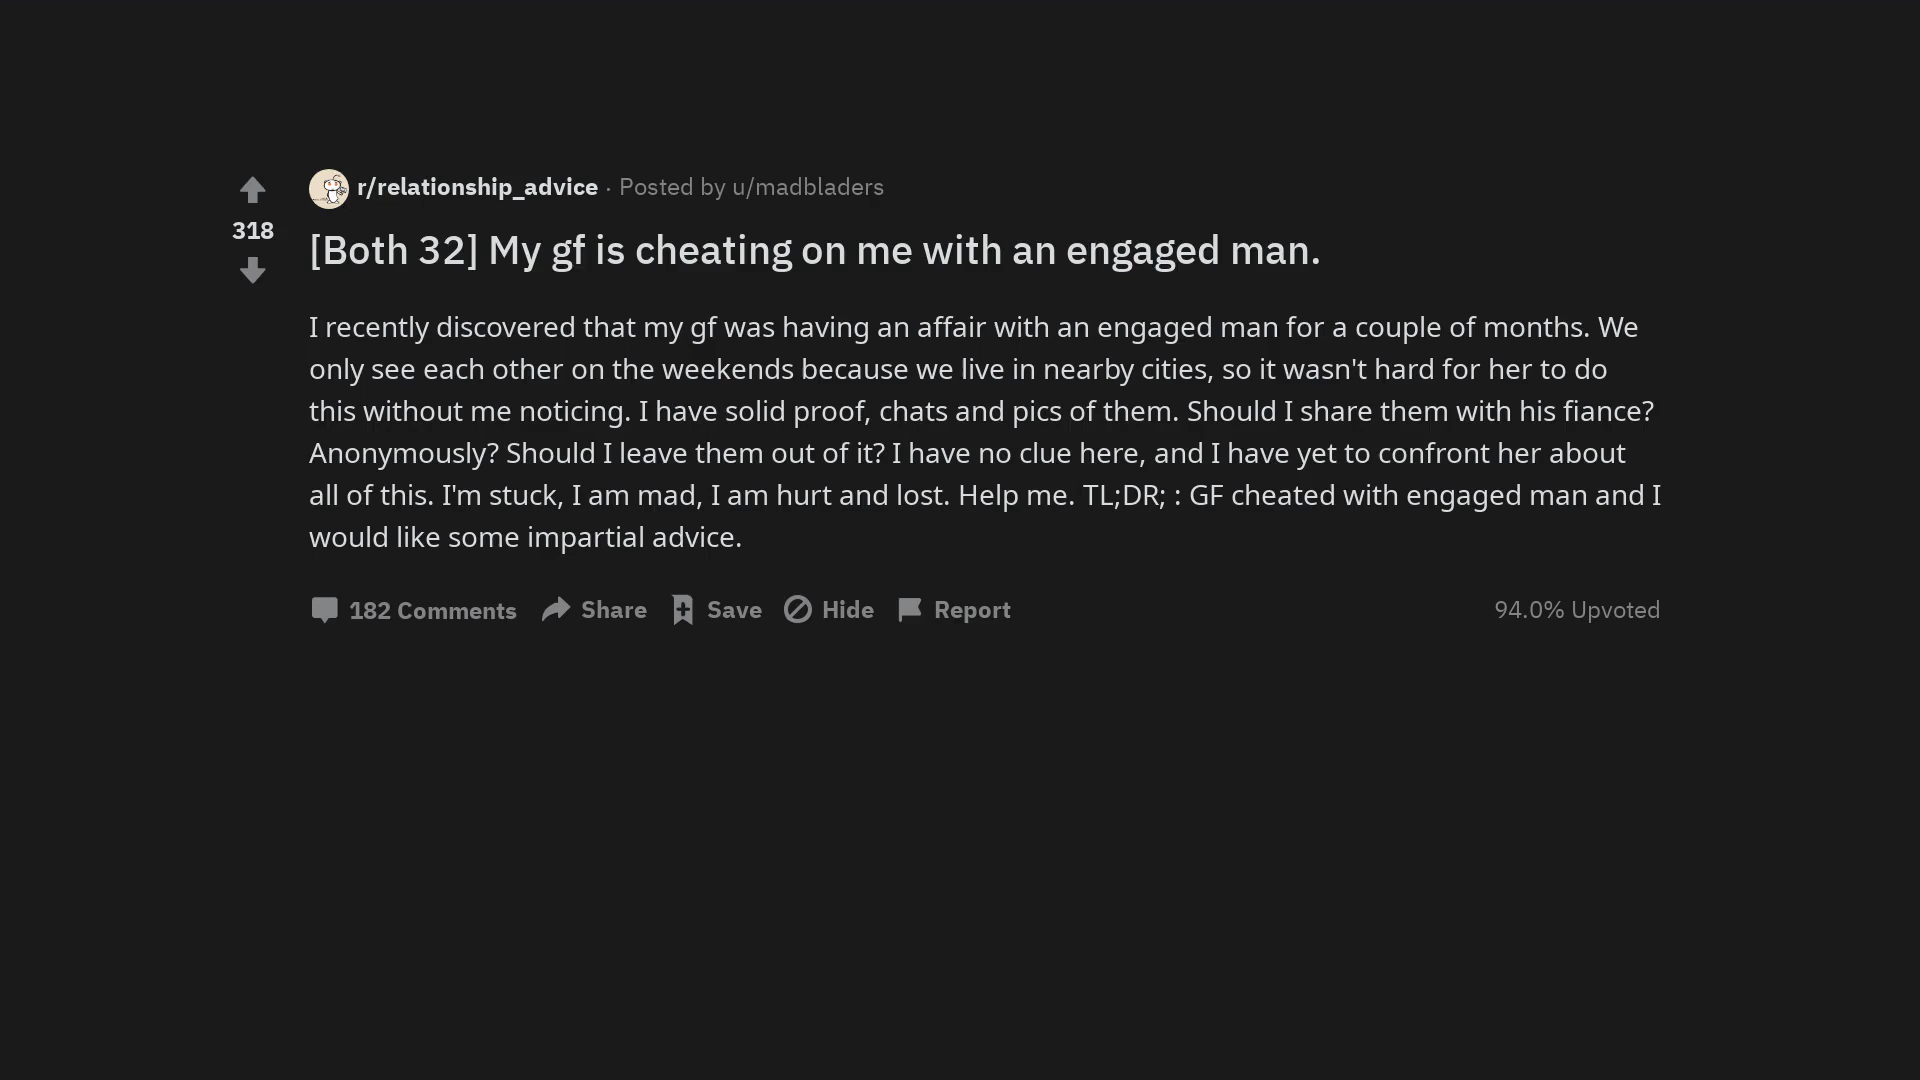 r/relationship_advice · Posted by u/madbladers
318
[Both 32] My gf is cheating on me with an engaged man.
I recently discovered that my gf was having an affair with an engaged man for a couple of months. We
only see each other on the weekends because we live in nearby cities, so it wasn't hard for her to do
this without me noticing. I have solid proof, chats and pics of them. Should I share them with his fiance?
Anonymously? Should I leave them out of it? I have no clue here, and I have yet to confront her about
all of this. I'm stuck, I am mad, I am hurt and lost. Help me. TL;DR; : GF cheated with engaged man and I
would like some impartial advice.
182 Comments Share Save Hide Report 94.0% Upvoted